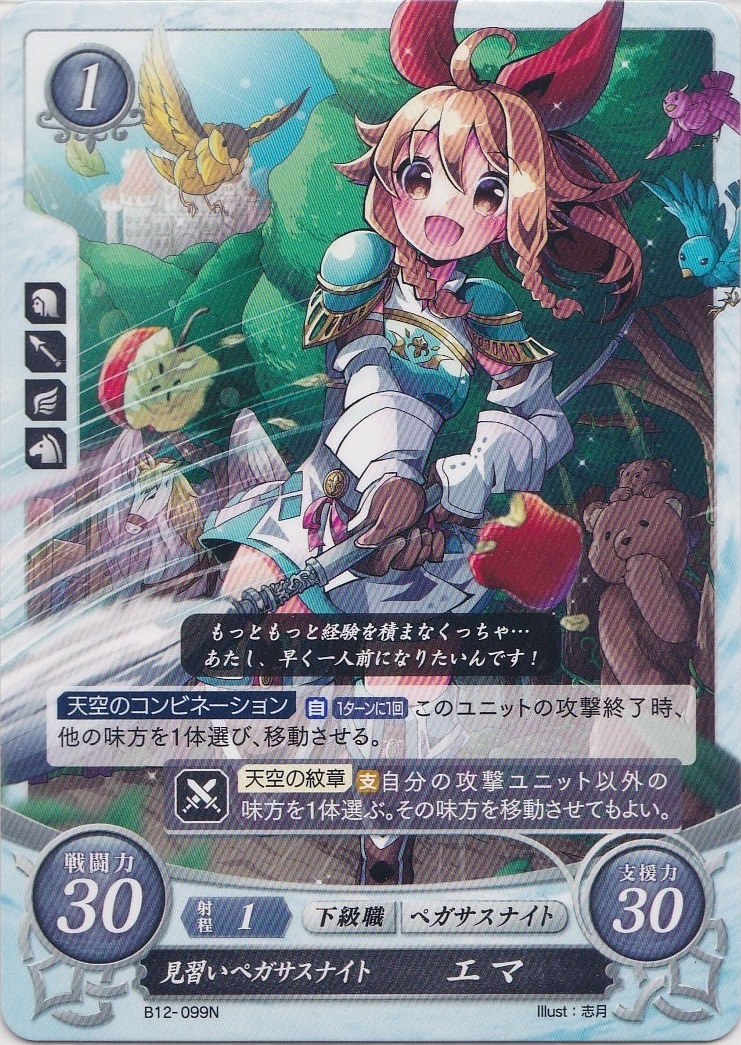 1
もっともっと経験を積まなくっちゃ…
あたし、早く一人前になりたいんです!
天空のコンビネーション 自 1ターンに1回 このユニットの攻撃終了時、
他の味方を1体選び、移動させる。
天空の紋章 支 自分の攻撃ユニット以外の
味方を1体選ぶ。その味方を移動させてもよい。
戦闘力
30
射程 1
下級職 ペガサスナイト
支援力
30
見習いペガサスナイト エマ
B12-099N
Illust:志月